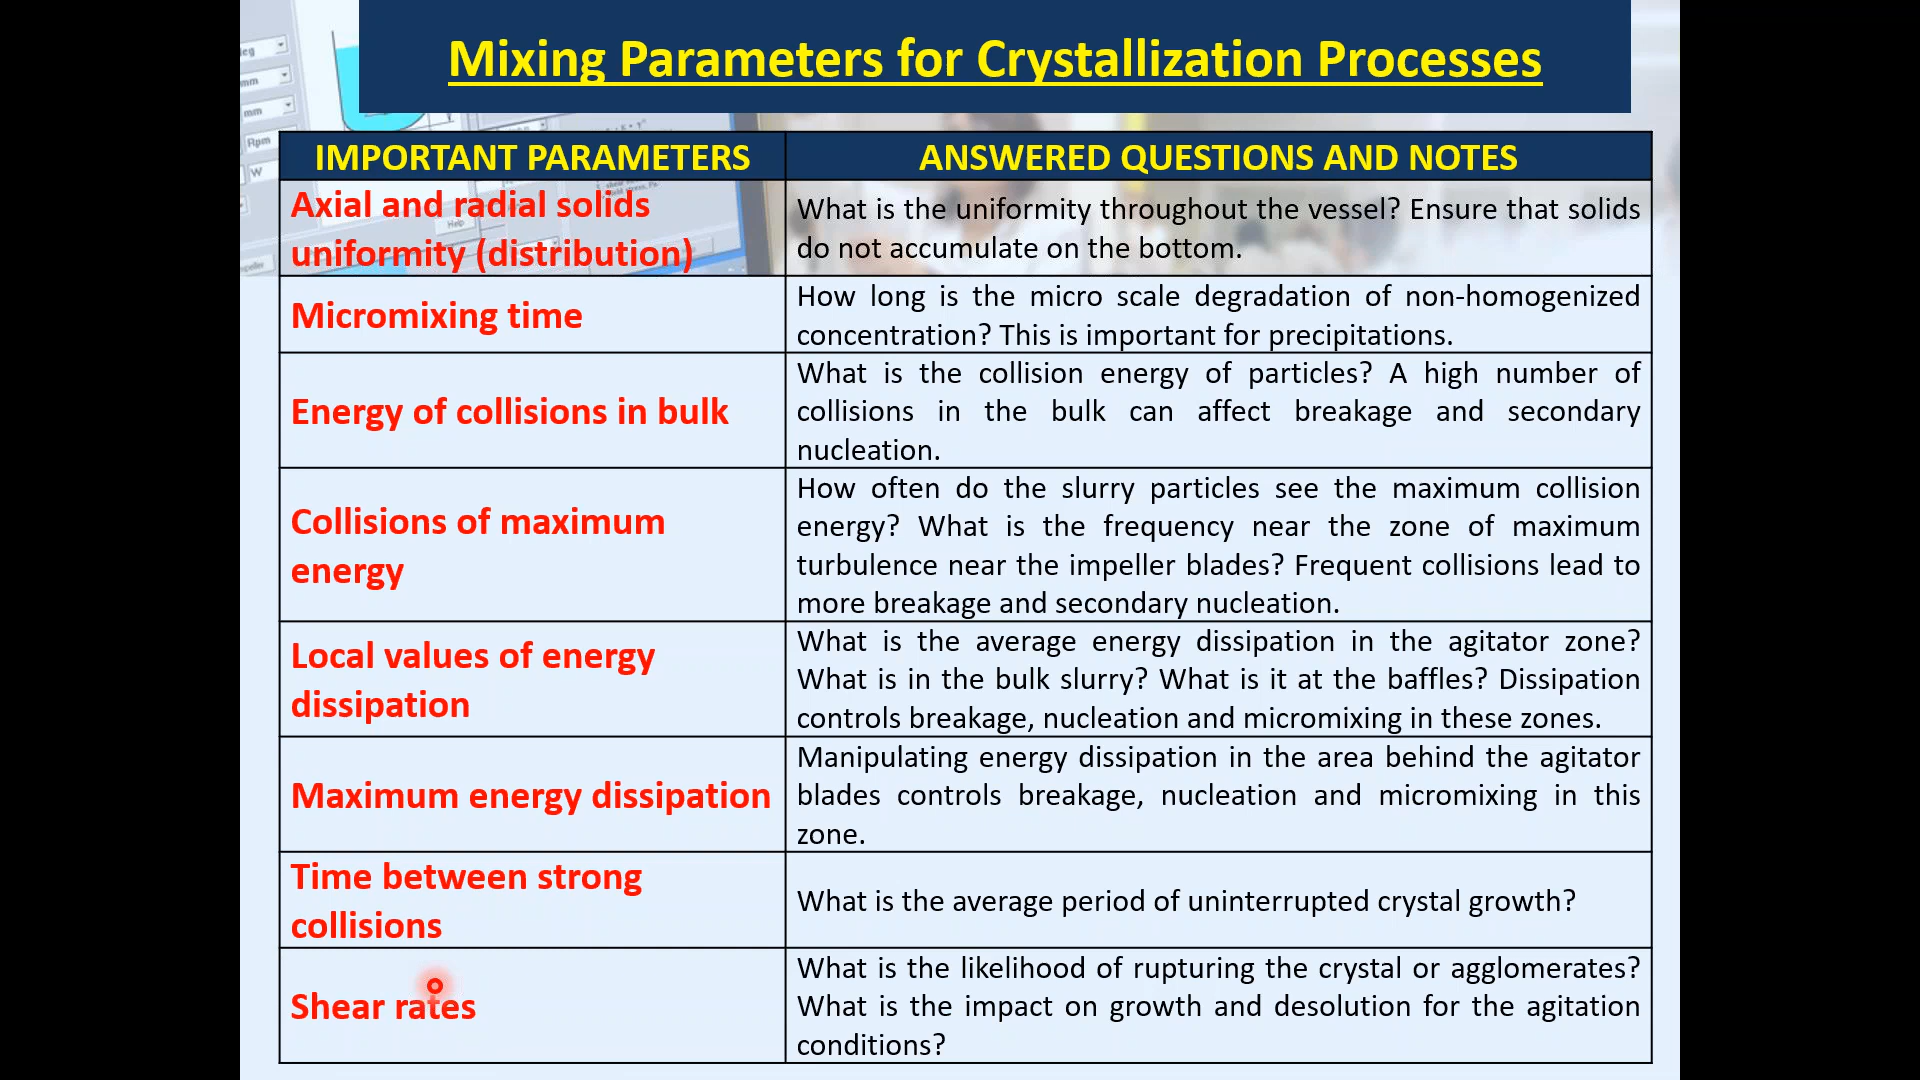 Mixing Parameters for Crystallization Processes
mm
mm
Rpm
W
Help
IMPORTANT PARAMETERS
ANSWERED QUESTIONS AND NOTES
Axial and radial solids
uniformity (distribution)
What is the uniformity throughout the vessel? Ensure that solids
do not accumulate on the bottom.
Micromixing time
How long is the micro scale degradation of non-homogenized
concentration? This is important for precipitations.
Energy of collisions in bulk
What is the collision energy of particles? A high number of
collisions in the bulk can affect breakage and secondary
nucleation.
Collisions of maximum
energy
How often do the slurry particles see the maximum collision
energy? What is the frequency near the zone of maximum
turbulence near the impeller blades? Frequent collisions lead to
more breakage and secondary nucleation.
Local values of energy
dissipation
What is the average energy dissipation in the agitator zone?
What is in the bulk slurry? What is it at the baffles? Dissipation
controls breakage, nucleation and micromixing in these zones.
Maximum energy dissipation
Manipulating energy dissipation in the area behind the agitator
blades controls breakage, nucleation and micromixing in this
zone.
Time between strong
collisions
What is the average period of uninterrupted crystal growth?
Shear rates
What is the likelihood of rupturing the crystal or agglomerates?
What is the impact on growth and desolution for the agitation
conditions?